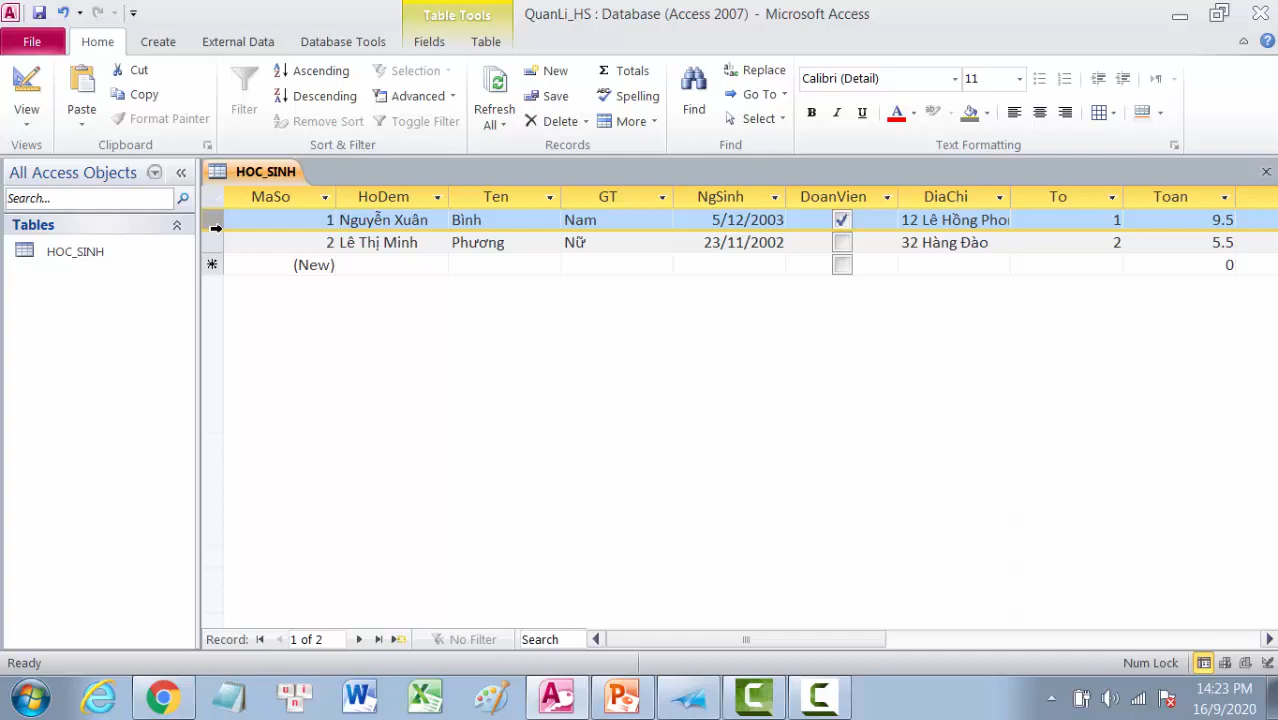 QuanLi_HS : Database (Access 2007) - Microsoft Access
Table Tools
File Home Create External Data Database Tools Fields Table
View
Views
Paste
Cut
Copy
Format Painter
Clipboard
Filter
Ascending
Descending
Remove Sort
Selection
Advanced
Toggle Filter
Sort & Filter
Refresh
All
New
Save
Delete
Totals
Spelling
More
Records
Find
Replace
Go To
Select
Find
Calibri (Detail) 11
B I U A
Text Formatting
All Access Objects
Search...
Tables
HOC_SINH
HOC_SINH
MaSo HoDem Ten GT NgSinh DoanVien DiaChi To Toan
1 Nguyễn Xuân Bình Nam 5/12/2003 12 Lê Hồng Pho 1 9.5
2 Lê Thị Minh Phương Nữ 23/11/2002 32 Hàng Đào 2 5.5
(New) 0
Record: 1 of 2 No Filter Search
Ready Num Lock
14:23 PM
16/9/2020